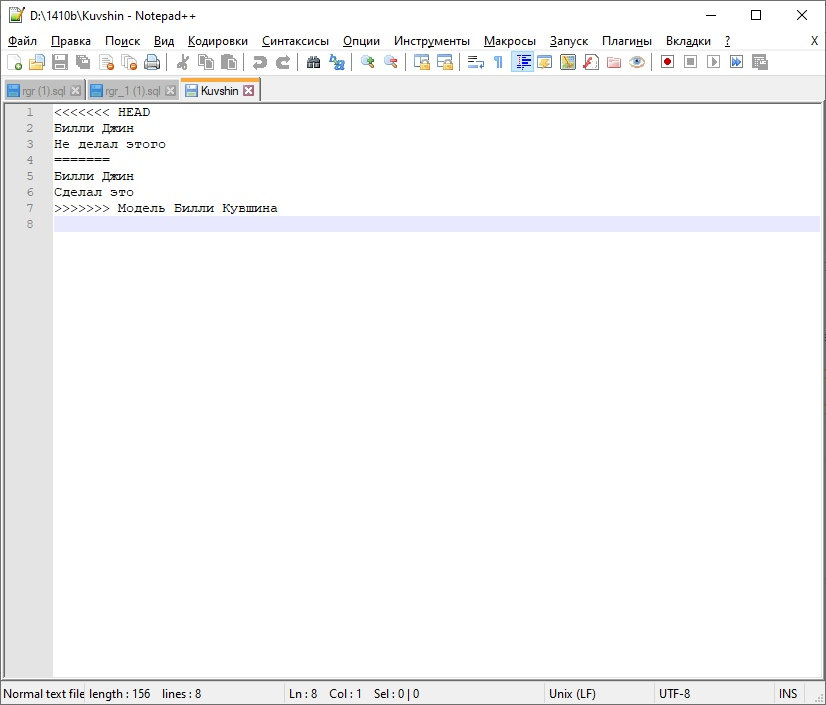 D:\1410b\Kuvshin - Notepad++
Файл Правка Поиск Вид Кодировки Синтаксисы Опции Инструменты Макросы Запуск Плагины Вкладки ? X
rgr (1).sql rgr_1 (1).sql Kuvshin
1 <<<<<<< HEAD
2 Билли Джин
3 Не делал этого
4 =======
5 Билли Джин
6 Сделал это
7 >>>>>>> Модель Билли Кувшина
8
Normal text file length : 156 lines : 8 Ln : 8 Col : 1 Sel : 0 | 0 Unix (LF) UTF-8 INS